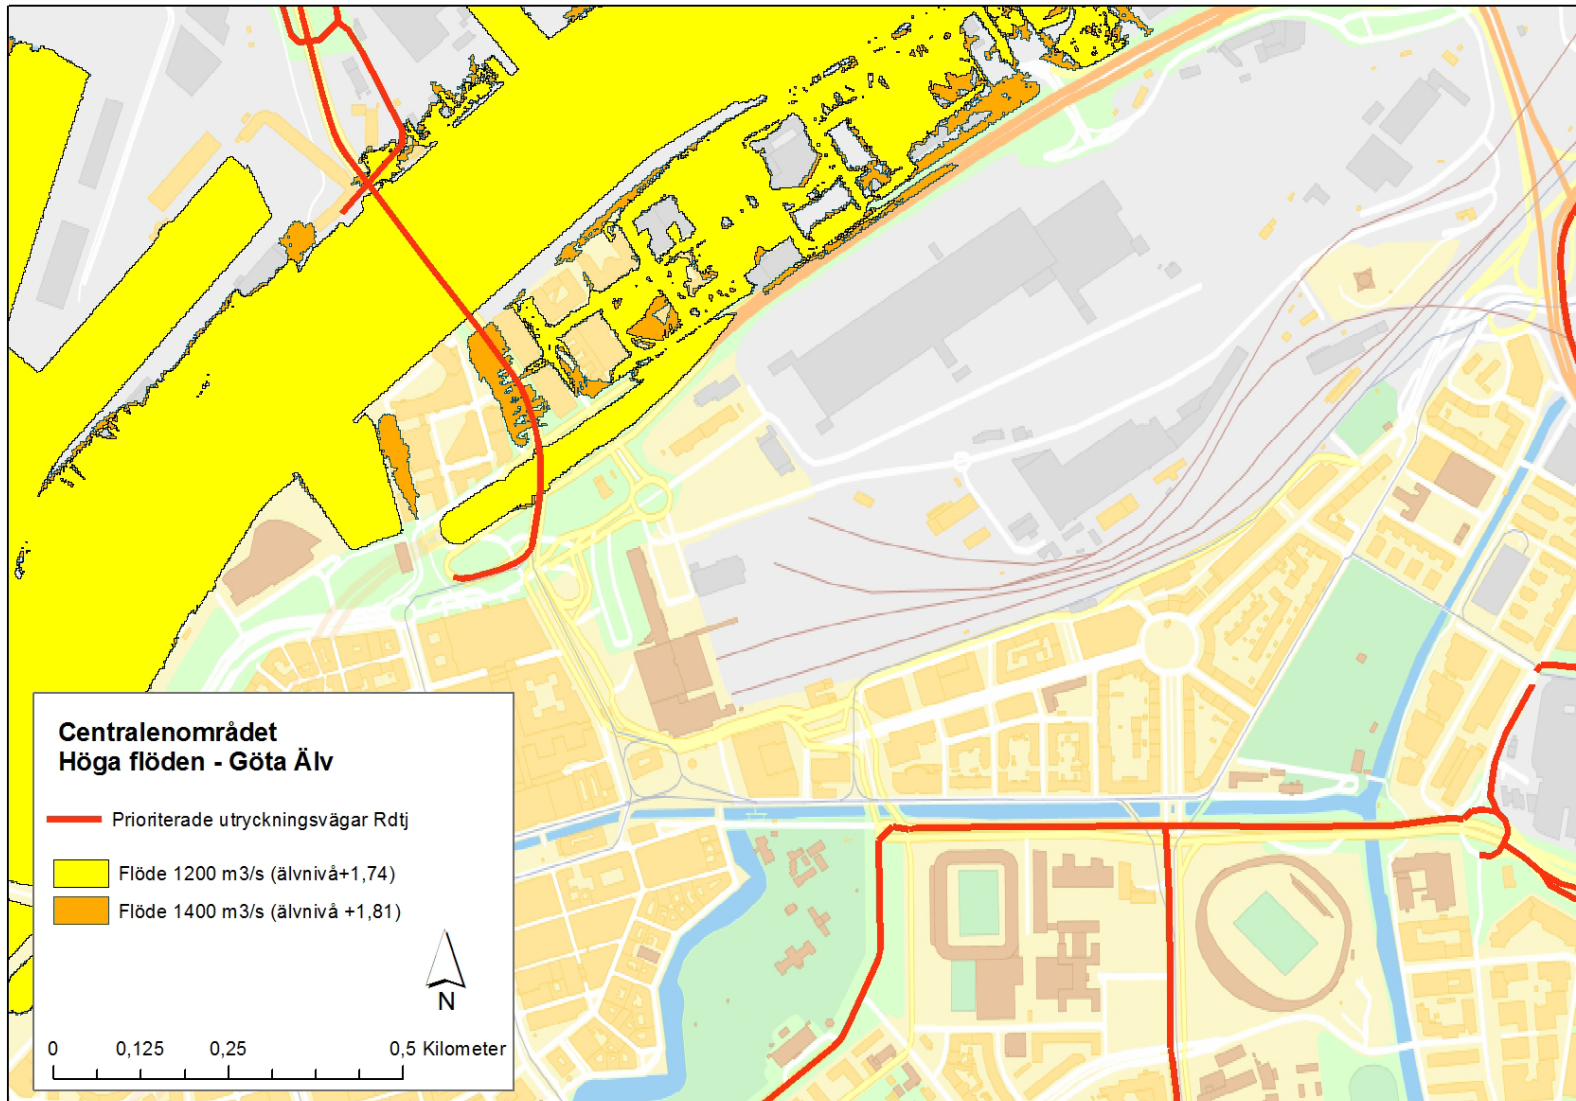 Centralenområdet
Höga flöden - Göta Älv
Prioriterade utryckningsvägar Rdtj
Flöde 1200 m3/s (älvnivå+1,74)
Flöde 1400 m3/s (älvnivå +1,81)
N
0 0,125 0,25 0,5 Kilometer